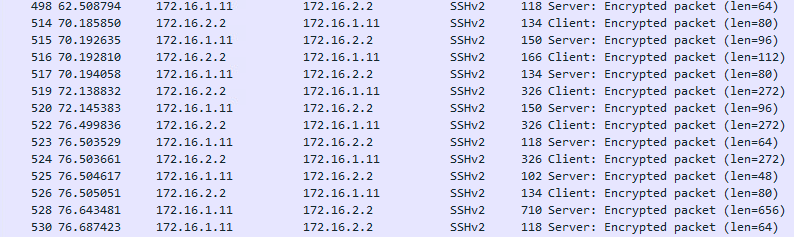 498 62.508794 172.16.1.11 172.16.2.2 SSHv2 118 Server: Encrypted packet (len=64)
514 70.185850 172.16.2.2 172.16.1.11 SSHv2 134 Client: Encrypted packet (len=80)
515 70.192635 172.16.1.11 172.16.2.2 SSHv2 150 Server: Encrypted packet (len=96)
516 70.192810 172.16.2.2 172.16.1.11 SSHv2 166 Client: Encrypted packet (len=112)
517 70.194058 172.16.1.11 172.16.2.2 SSHv2 134 Server: Encrypted packet (len=80)
519 72.138832 172.16.2.2 172.16.1.11 SSHv2 326 Client: Encrypted packet (len=272)
520 72.145383 172.16.1.11 172.16.2.2 SSHv2 150 Server: Encrypted packet (len=96)
522 76.499836 172.16.2.2 172.16.1.11 SSHv2 326 Client: Encrypted packet (len=272)
523 76.503529 172.16.1.11 172.16.2.2 SSHv2 118 Server: Encrypted packet (len=64)
524 76.503661 172.16.2.2 172.16.1.11 SSHv2 326 Client: Encrypted packet (len=272)
525 76.504617 172.16.1.11 172.16.2.2 SSHv2 102 Server: Encrypted packet (len=48)
526 76.505051 172.16.2.2 172.16.1.11 SSHv2 134 Client: Encrypted packet (len=80)
528 76.643481 172.16.1.11 172.16.2.2 SSHv2 710 Server: Encrypted packet (len=656)
530 76.687423 172.16.1.11 172.16.2.2 SSHv2 118 Server: Encrypted packet (len=64)